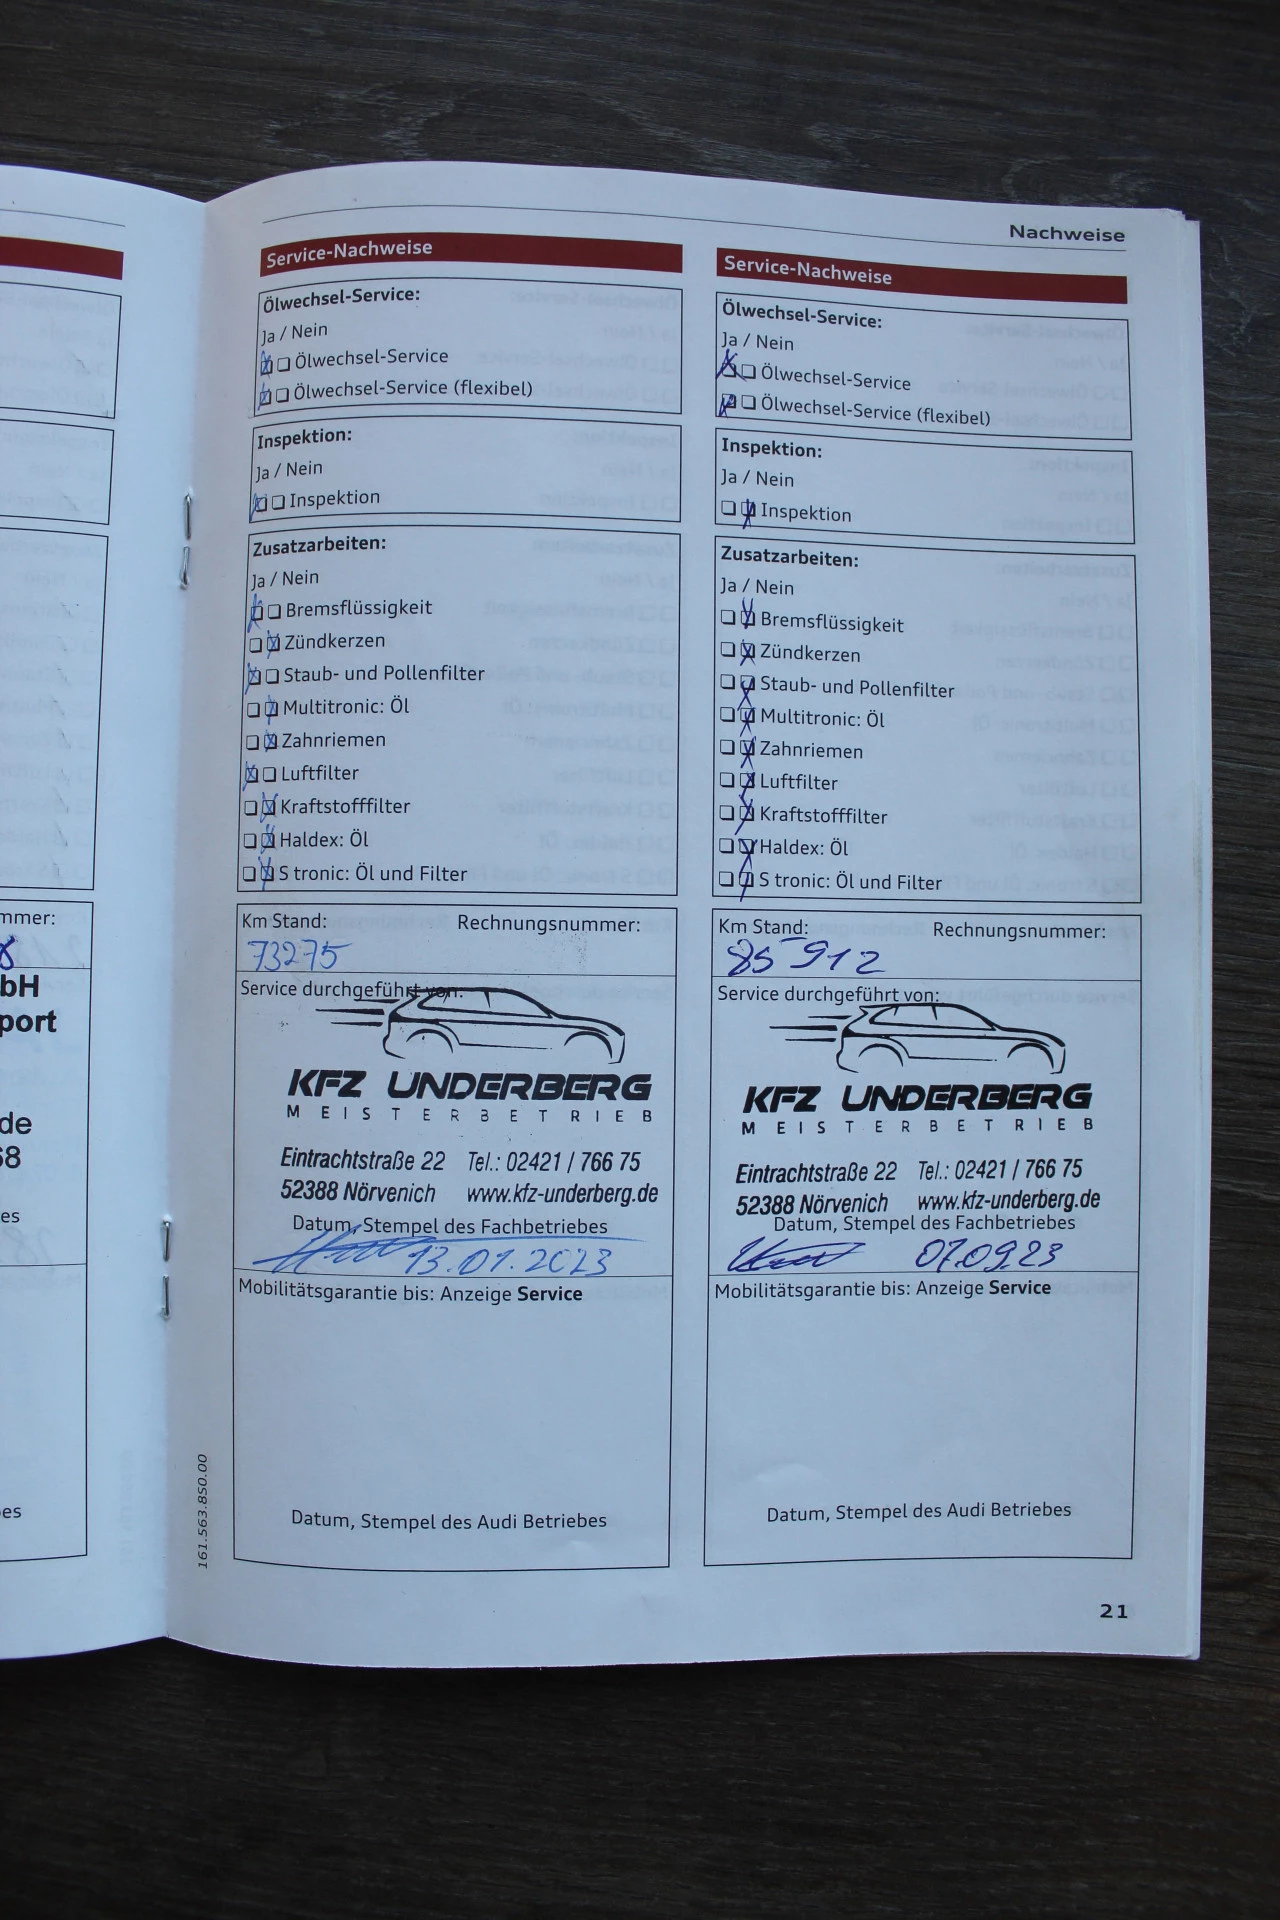 Nachweise
Service-Nachweise
Ölwechsel-Service:
Ja / Nein
Ölwechsel-Service
Ölwechsel-Service (flexibel)
Inspektion:
Ja / Nein
Inspektion
Zusatzarbeiten:
Ja / Nein
Bremsflüssigkeit
Zündkerzen
Staub- und Pollenfilter
Multitronic: Öl
Zahnriemen
Luftfilter
Kraftstofffilter
Haldex: Öl
S tronic: Öl und Filter
Km Stand: Rechnungsnummer:
73275
Service durchgeführt von:
KFZ UNDERBERG
MEISTERBETRIEB
Eintrachtstraße 22 Tel.: 02421 / 766 75
52388 Nörvenich www.kfz-underberg.de
Datum, Stempel des Fachbetriebes
13.01.2023
Mobilitätsgarantie bis: Anzeige Service
Datum, Stempel des Audi Betriebes
Service-Nachweise
Ölwechsel-Service:
Ja / Nein
Ölwechsel-Service
Ölwechsel-Service (flexibel)
Inspektion:
Ja / Nein
Inspektion
Zusatzarbeiten:
Ja / Nein
Bremsflüssigkeit
Zündkerzen
Staub- und Pollenfilter
Multitronic: Öl
Zahnriemen
Luftfilter
Kraftstofffilter
Haldex: Öl
S tronic: Öl und Filter
Km Stand: Rechnungsnummer:
85 912
Service durchgeführt von:
KFZ UNDERBERG
MEISTERBETRIEB
Eintrachtstraße 22 Tel.: 02421 / 766 75
52388 Nörvenich www.kfz-underberg.de
Datum, Stempel des Fachbetriebes
07.09.23
Mobilitätsgarantie bis: Anzeige Service
Datum, Stempel des Audi Betriebes
161.563.850.00
21